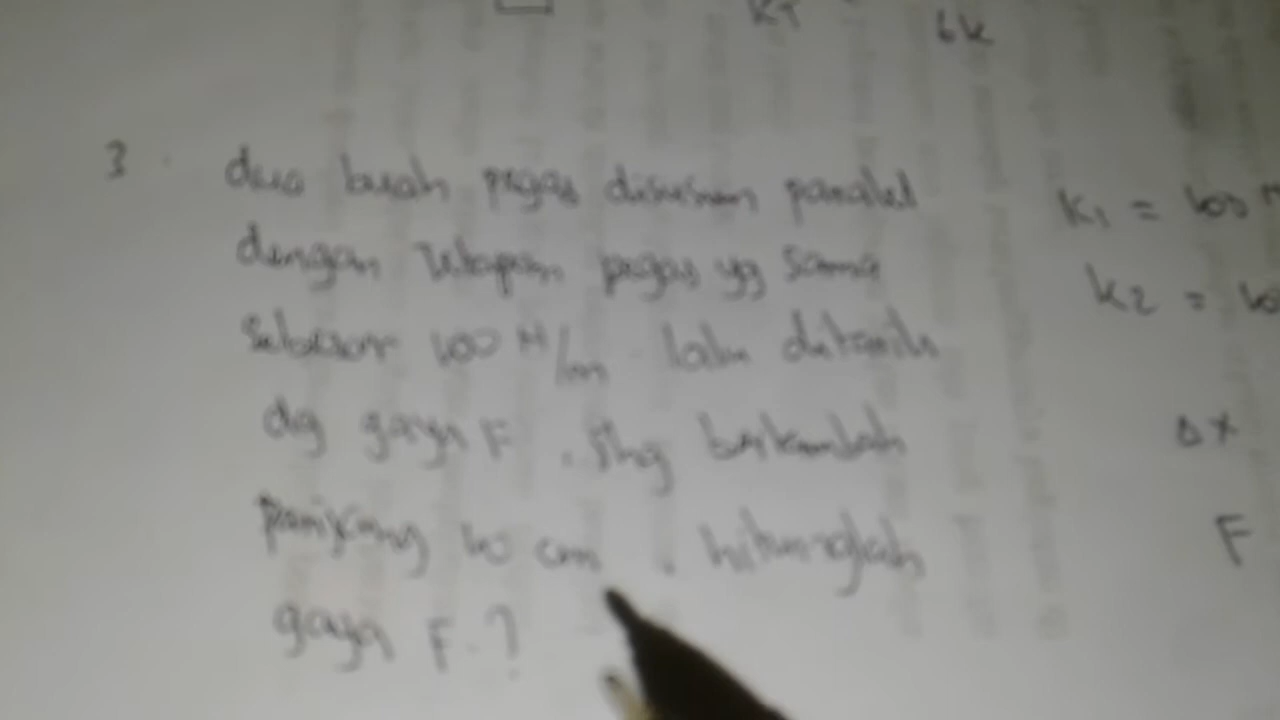 6k
3. dua buah pegas disusun paralel
dengan tetapan pegas yg sama
sebesar 100 N/m lalu ditarik
dg gaya F. Shg bertambah
panjang 10 cm. hitunglah
gaya F.?
K1 = 100
K2 =
Δx
F